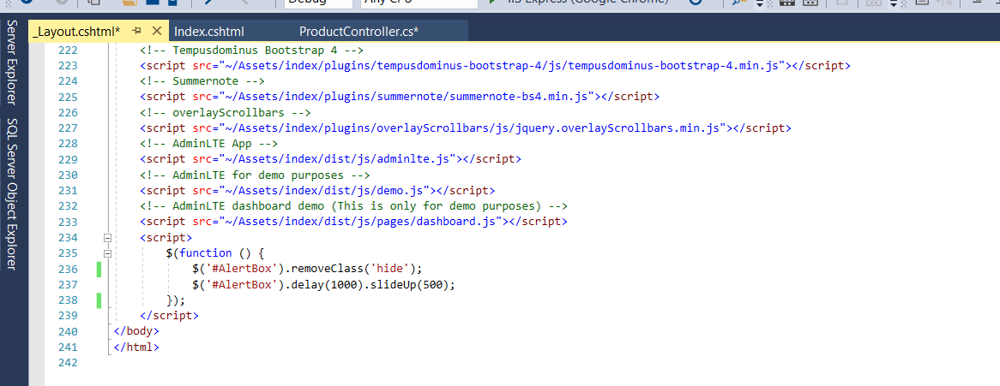 Debug
Any CPU
IIS Express (Google Chrome)
Server Explorer
SQL Server Object Explorer
_Layout.cshtml*
Index.cshtml
ProductController.cs*
222 <!-- Tempusdominus Bootstrap 4 -->
223 <script src="~/Assets/index/plugins/tempusdominus-bootstrap-4/js/tempusdominus-bootstrap-4.min.js"></script>
224 <!-- Summernote -->
225 <script src="~/Assets/index/plugins/summernote/summernote-bs4.min.js"></script>
226 <!-- overlayScrollbars -->
227 <script src="~/Assets/index/plugins/overlayScrollbars/js/jquery.overlayScrollbars.min.js"></script>
228 <!-- AdminLTE App -->
229 <script src="~/Assets/index/dist/js/adminlte.js"></script>
230 <!-- AdminLTE for demo purposes -->
231 <script src="~/Assets/index/dist/js/demo.js"></script>
232 <!-- AdminLTE dashboard demo (This is only for demo purposes) -->
233 <script src="~/Assets/index/dist/js/pages/dashboard.js"></script>
234 <script>
235 $(function () {
236 $('#AlertBox').removeClass('hide');
237 $('#AlertBox').delay(1000).slideUp(500);
238 });
239 </script>
240 </body>
241 </html>
242